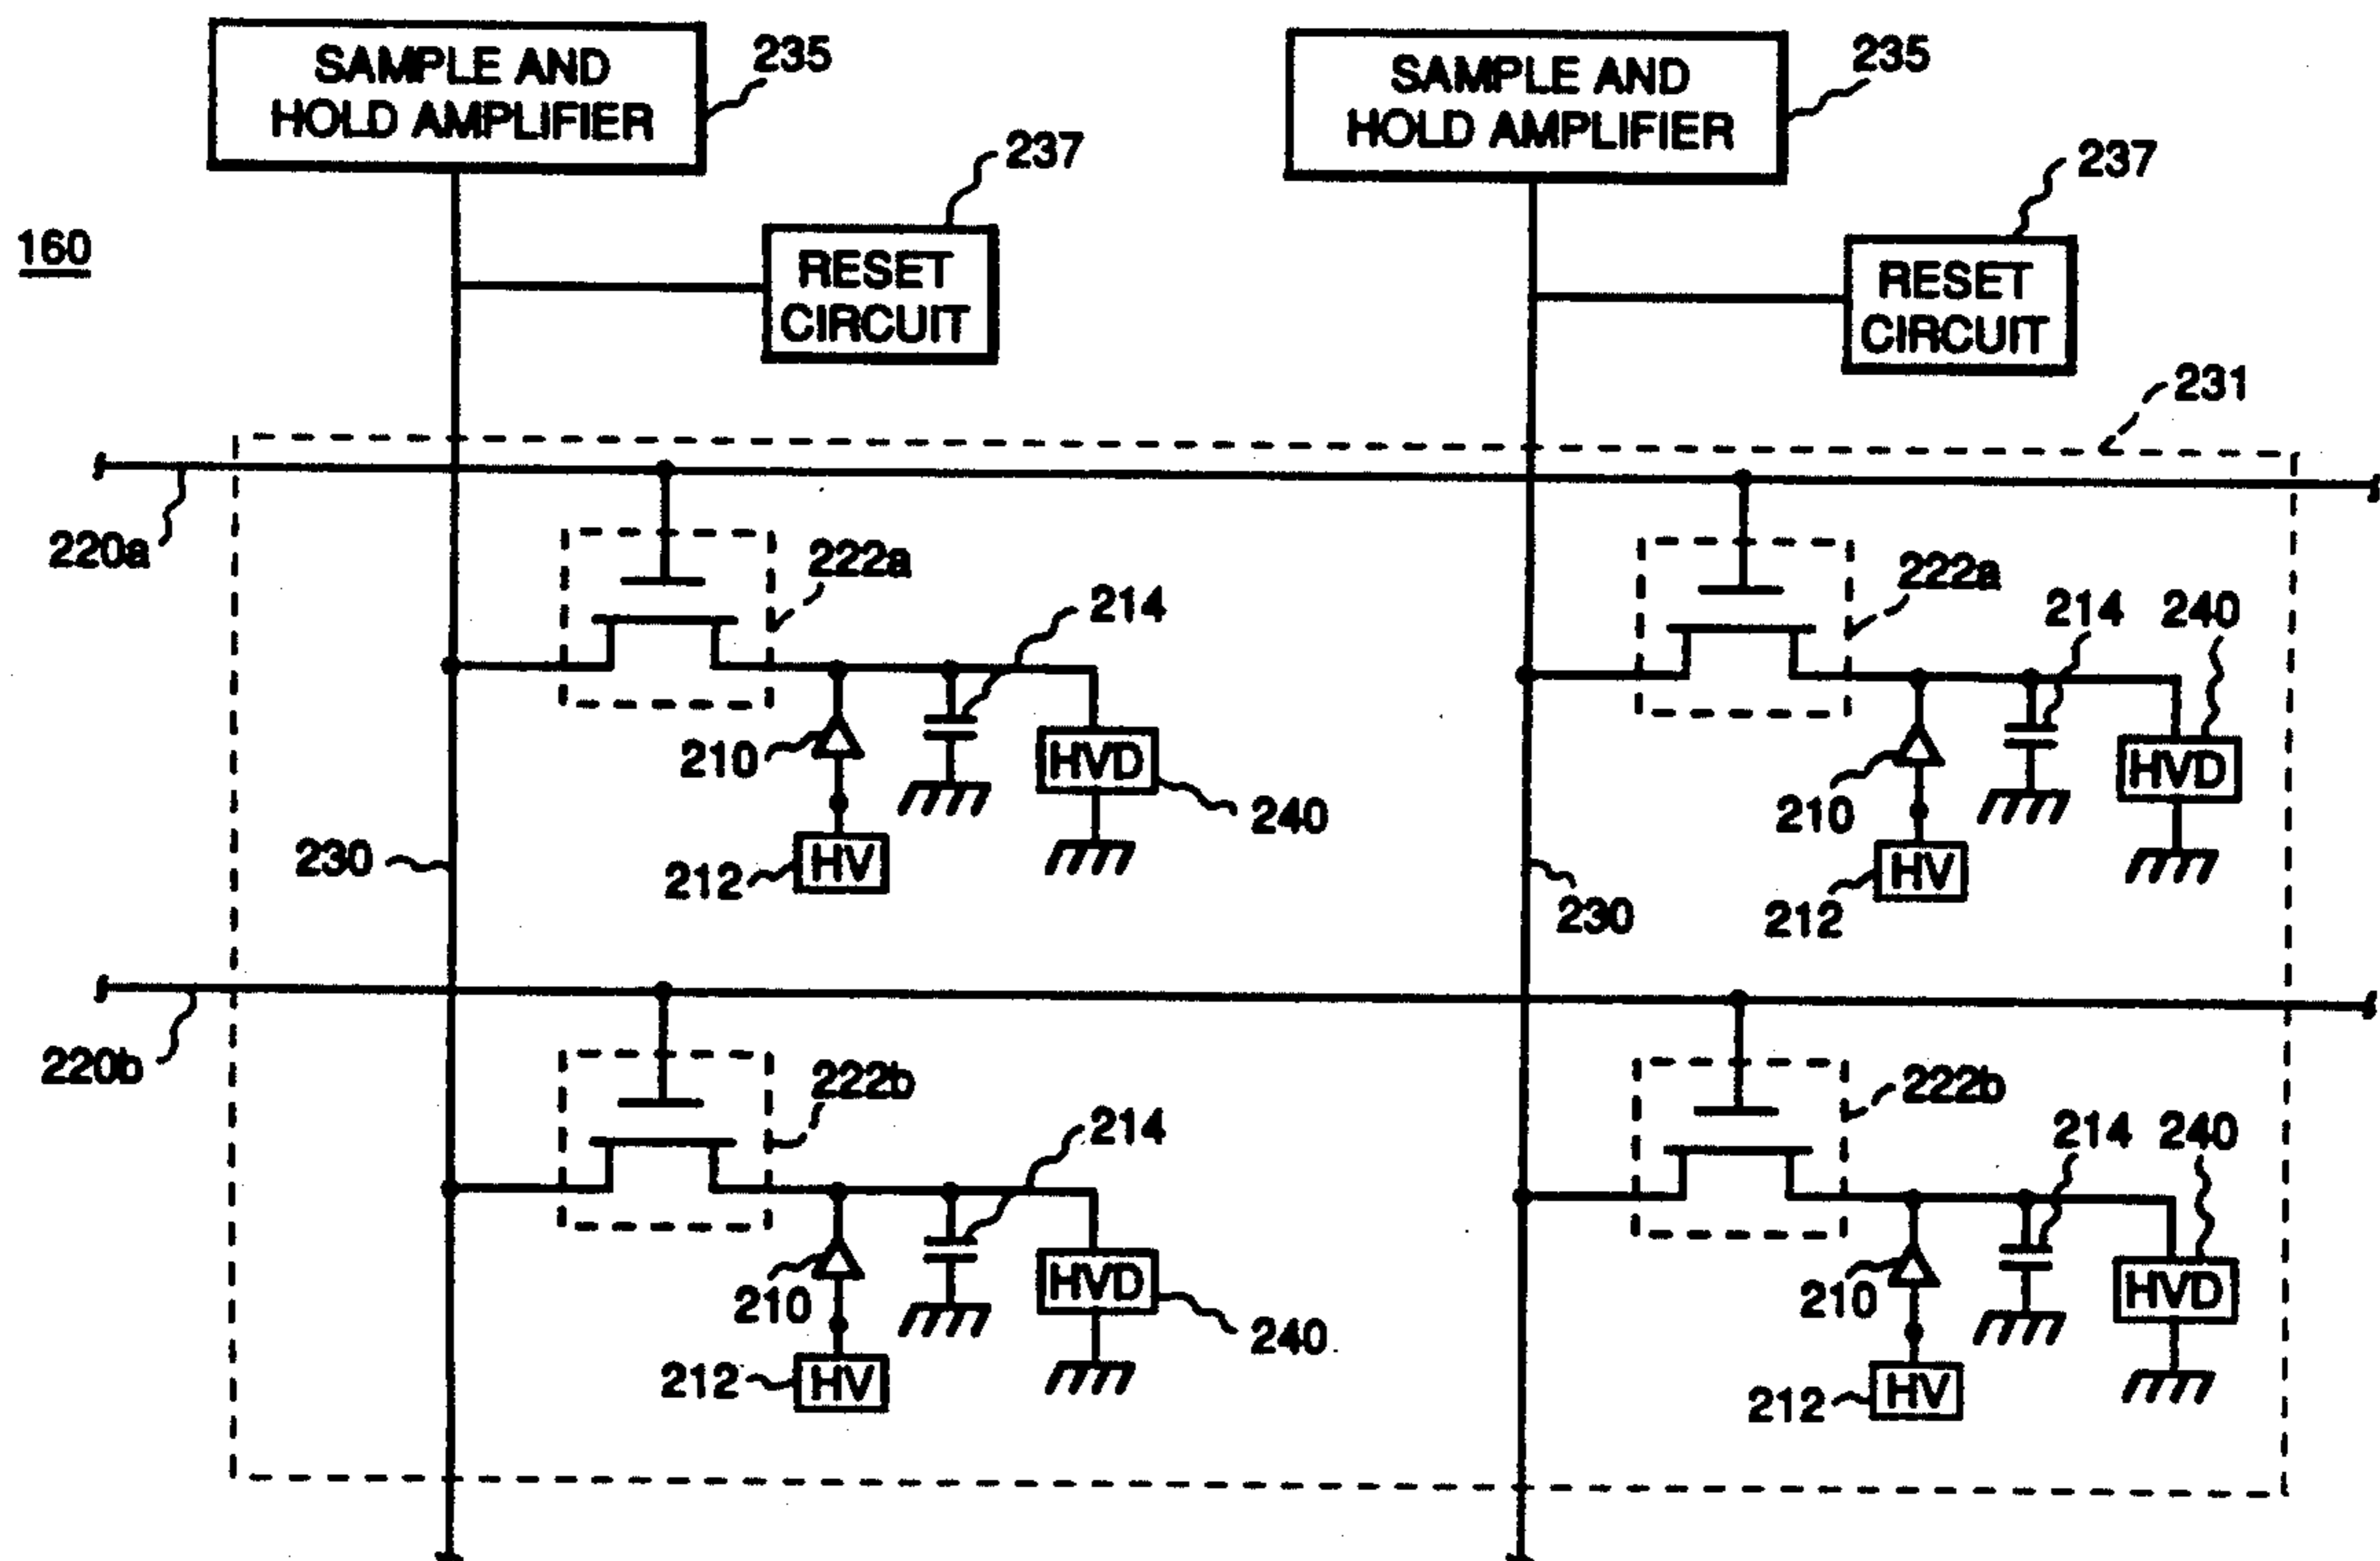 SAMPLE AND
HOLD AMPLIFIER
235
SAMPLE AND
HOLD AMPLIFIER
235
237
237
160
RESET
CIRCUIT
RESET
CIRCUIT
231
220a
222a
214
222a
214
240
210
HVD
240
210
HVD
230
212
HV
212
HV
230
220b
222b
214
222b
214
240
210
HVD
240
210
HVD
212
HV
212
HV